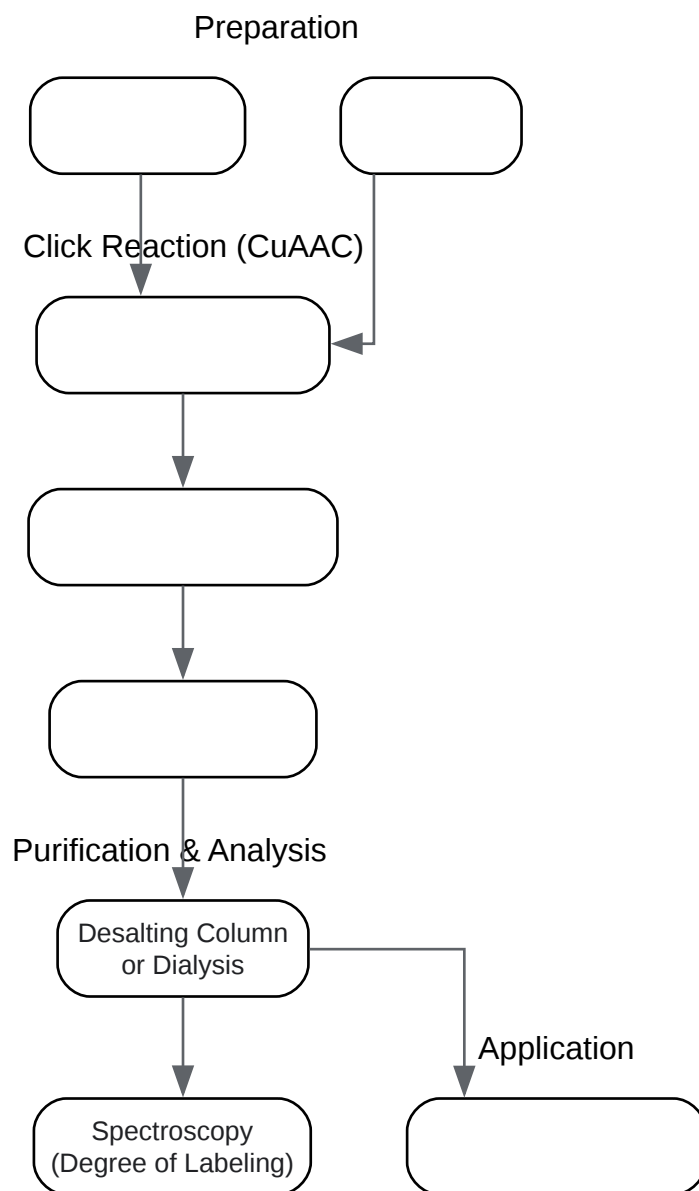 Preparation
Click Reaction (CuAAC)
Purification & Analysis
Desalting Column
or Dialysis
Application
Spectroscopy
(Degree of Labeling)